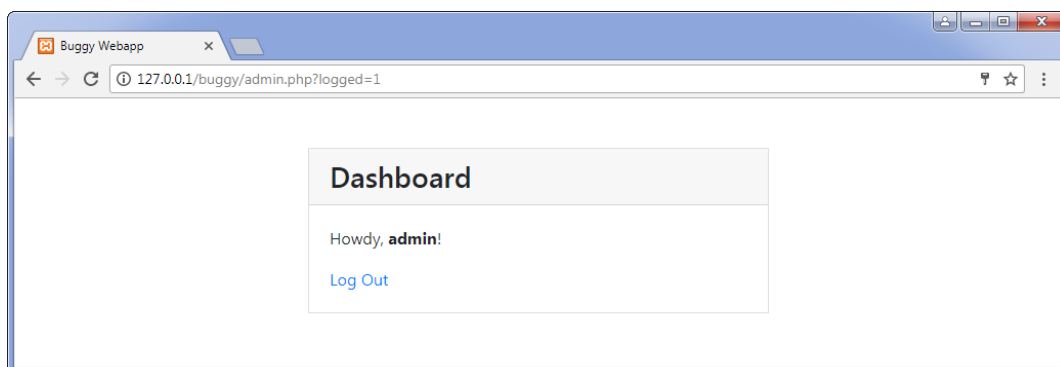 Buggy Webapp
127.0.0.1/buggy/admin.php?logged=1
Dashboard
Howdy, admin!
Log Out